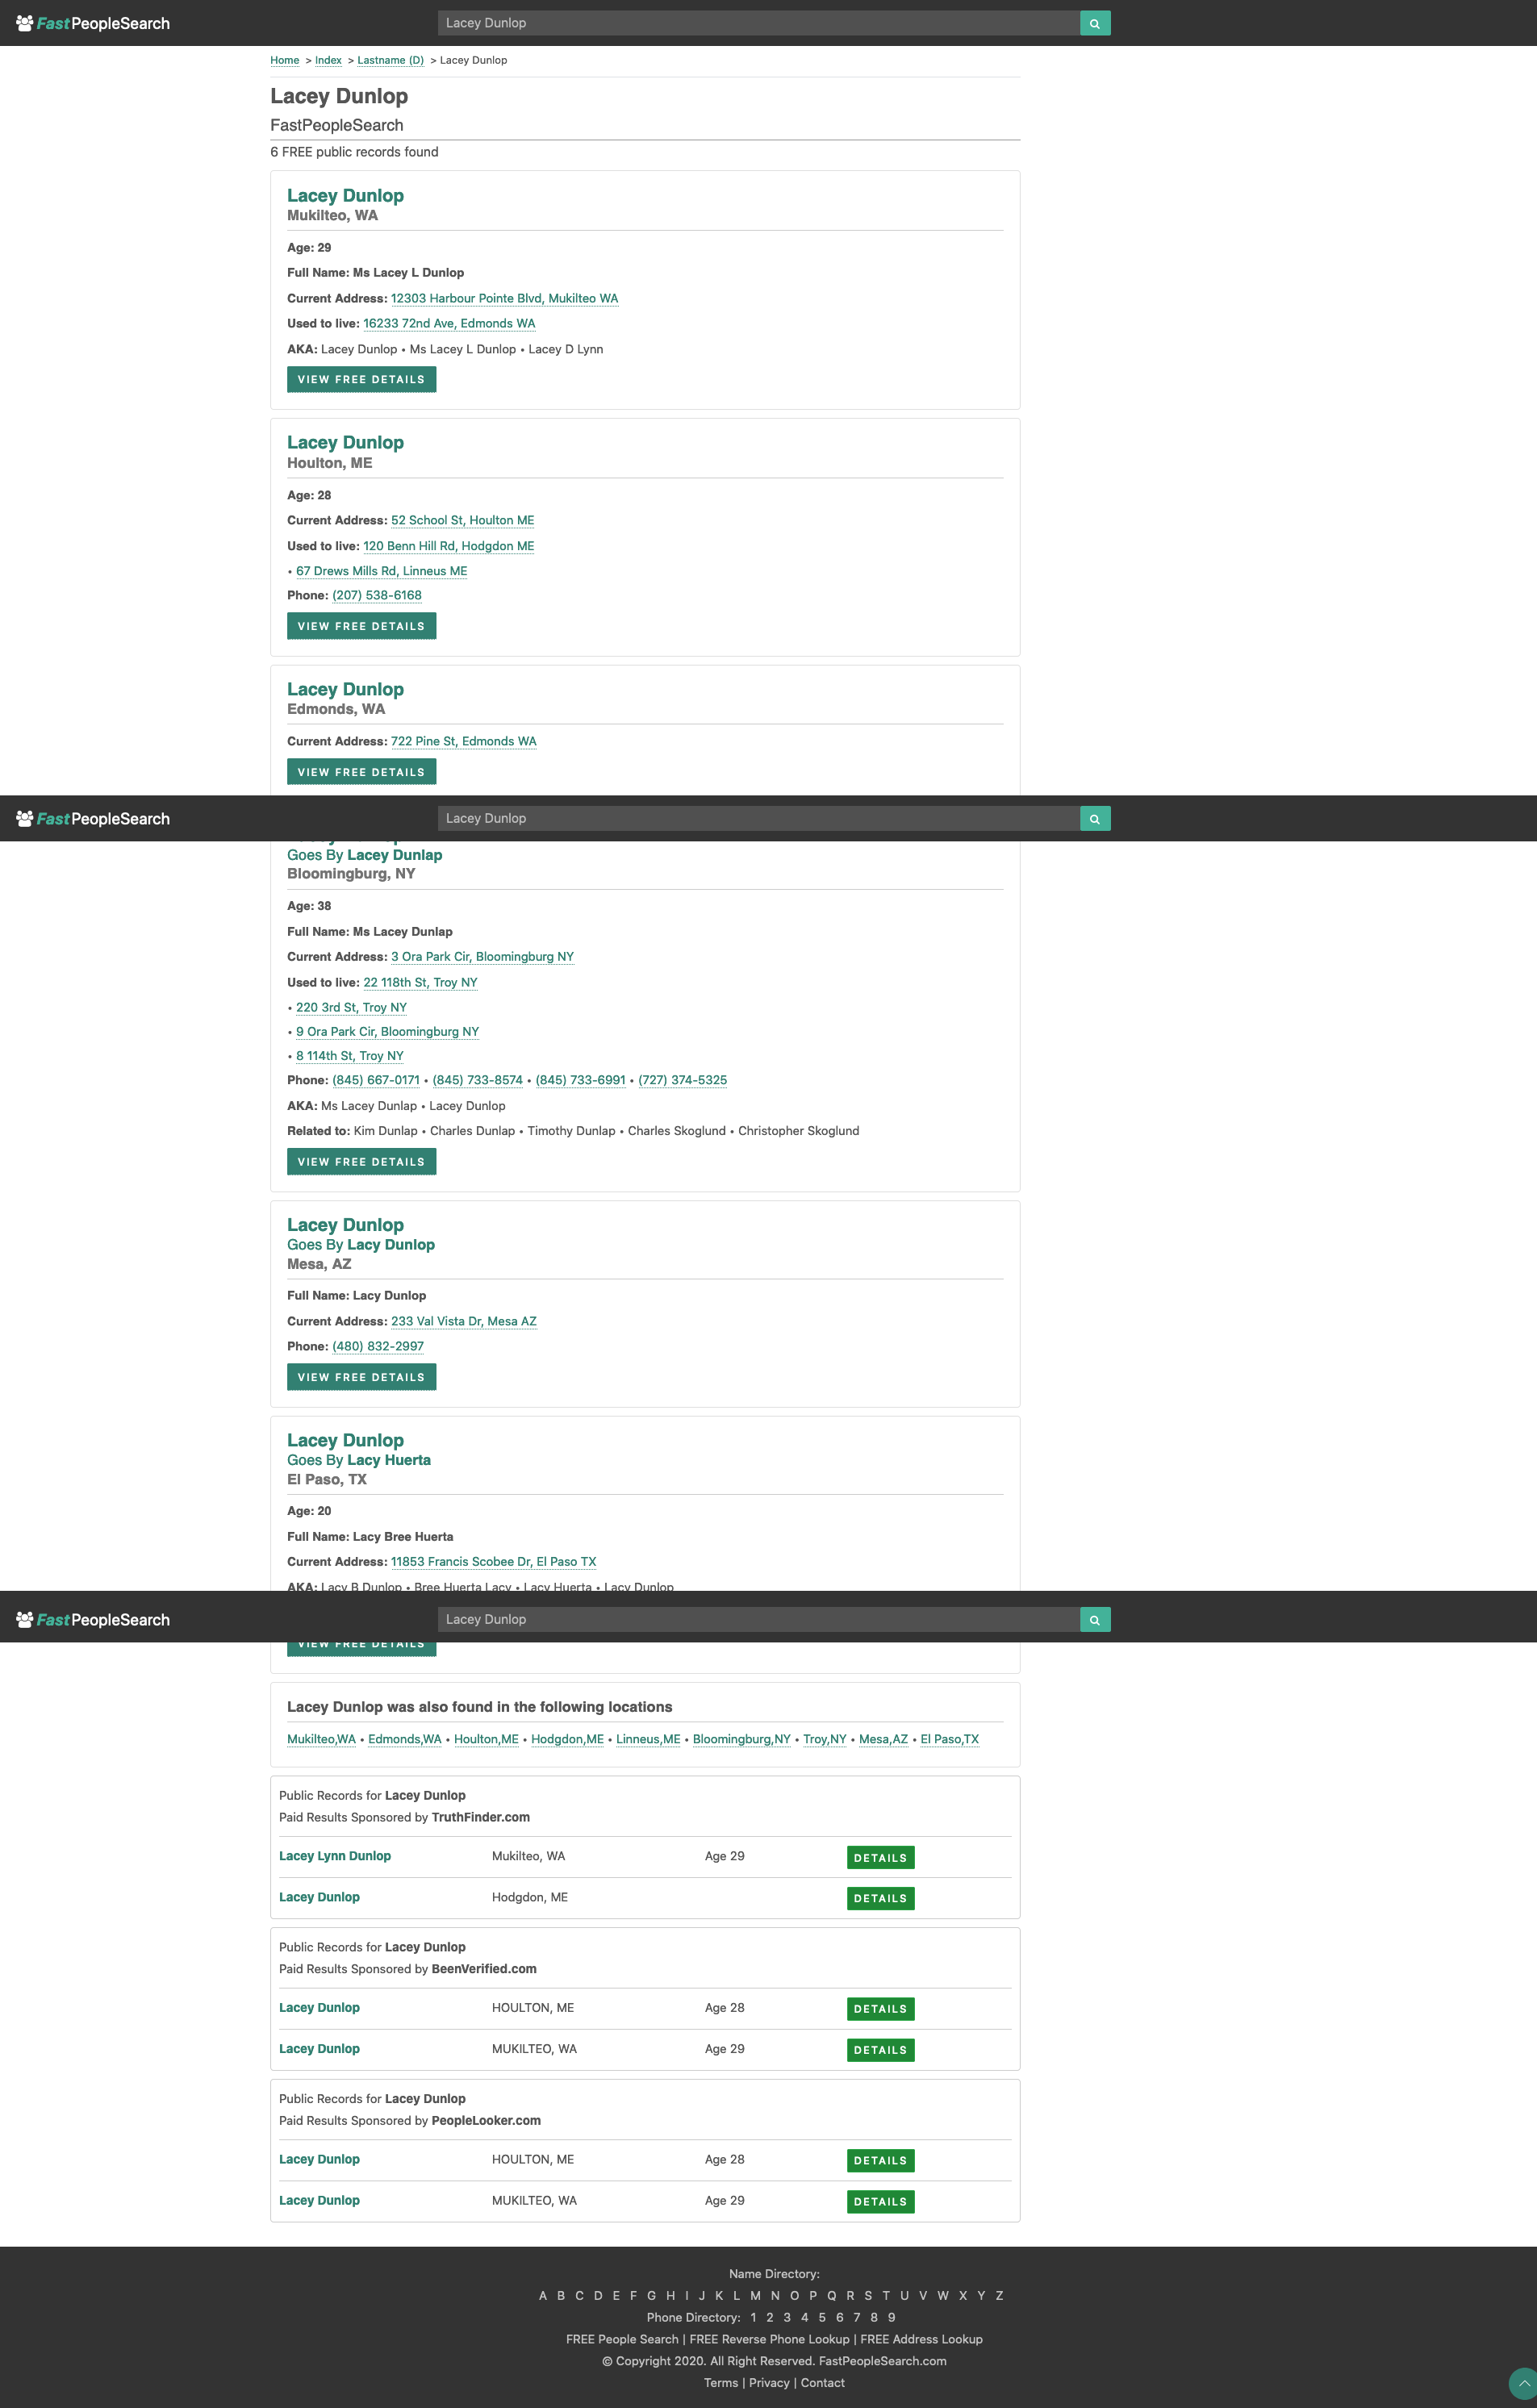 FastPeopleSearch
Lacey Dunlop
Home > Index > Lastname (D) > Lacey Dunlop
Lacey Dunlop
FastPeopleSearch
6 FREE public records found
Lacey Dunlop
Mukilteo, WA
Age: 29
Full Name: Ms Lacey L Dunlop
Current Address: 12303 Harbour Pointe Blvd, Mukilteo WA
Used to live: 16233 72nd Ave, Edmonds WA
AKA: Lacey Dunlop • Ms Lacey L Dunlop • Lacey D Lynn
VIEW FREE DETAILS
Lacey Dunlop
Houlton, ME
Age: 28
Current Address: 52 School St, Houlton ME
Used to live: 120 Benn Hill Rd, Hodgdon ME
• 67 Drews Mills Rd, Linneus ME
Phone: (207) 538-6168
VIEW FREE DETAILS
Lacey Dunlop
Edmonds, WA
Current Address: 722 Pine St, Edmonds WA
VIEW FREE DETAILS
FastPeopleSearch
Lacey Dunlop
Goes By Lacey Dunlap
Bloomingburg, NY
Age: 38
Full Name: Ms Lacey Dunlap
Current Address: 3 Ora Park Cir, Bloomingburg NY
Used to live: 22 118th St, Troy NY
• 220 3rd St, Troy NY
• 9 Ora Park Cir, Bloomingburg NY
• 8 114th St, Troy NY
Phone: (845) 667-0171 • (845) 733-8574 • (845) 733-6991 • (727) 374-5325
AKA: Ms Lacey Dunlap • Lacey Dunlop
Related to: Kim Dunlap • Charles Dunlap • Timothy Dunlap • Charles Skoglund • Christopher Skoglund
VIEW FREE DETAILS
Lacey Dunlop
Goes By Lacy Dunlop
Mesa, AZ
Full Name: Lacy Dunlop
Current Address: 233 Val Vista Dr, Mesa AZ
Phone: (480) 832-2997
VIEW FREE DETAILS
Lacey Dunlop
Goes By Lacy Huerta
El Paso, TX
Age: 20
Full Name: Lacy Bree Huerta
Current Address: 11853 Francis Scobee Dr, El Paso TX
AKA: Lacy B Dunlop • Bree Huerta Lacy • Lacy Huerta • Lacy Dunlop
FastPeopleSearch
Lacey Dunlop
VIEW FREE DETAILS
Lacey Dunlop was also found in the following locations
Mukilteo,WA • Edmonds,WA • Houlton,ME • Hodgdon,ME • Linneus,ME • Bloomingburg,NY • Troy,NY • Mesa,AZ • El Paso,TX
Public Records for Lacey Dunlop
Paid Results Sponsored by TruthFinder.com
Lacey Lynn Dunlop Mukilteo, WA Age 29 DETAILS
Lacey Dunlop Hodgdon, ME DETAILS
Public Records for Lacey Dunlop
Paid Results Sponsored by BeenVerified.com
Lacey Dunlop HOULTON, ME Age 28 DETAILS
Lacey Dunlop MUKILTEO, WA Age 29 DETAILS
Public Records for Lacey Dunlop
Paid Results Sponsored by PeopleLooker.com
Lacey Dunlop HOULTON, ME Age 28 DETAILS
Lacey Dunlop MUKILTEO, WA Age 29 DETAILS
Name Directory:
A B C D E F G H I J K L M N O P Q R S T U V W X Y Z
Phone Directory: 1 2 3 4 5 6 7 8 9
FREE People Search | FREE Reverse Phone Lookup | FREE Address Lookup
© Copyright 2020. All Right Reserved. FastPeopleSearch.com
Terms | Privacy | Contact